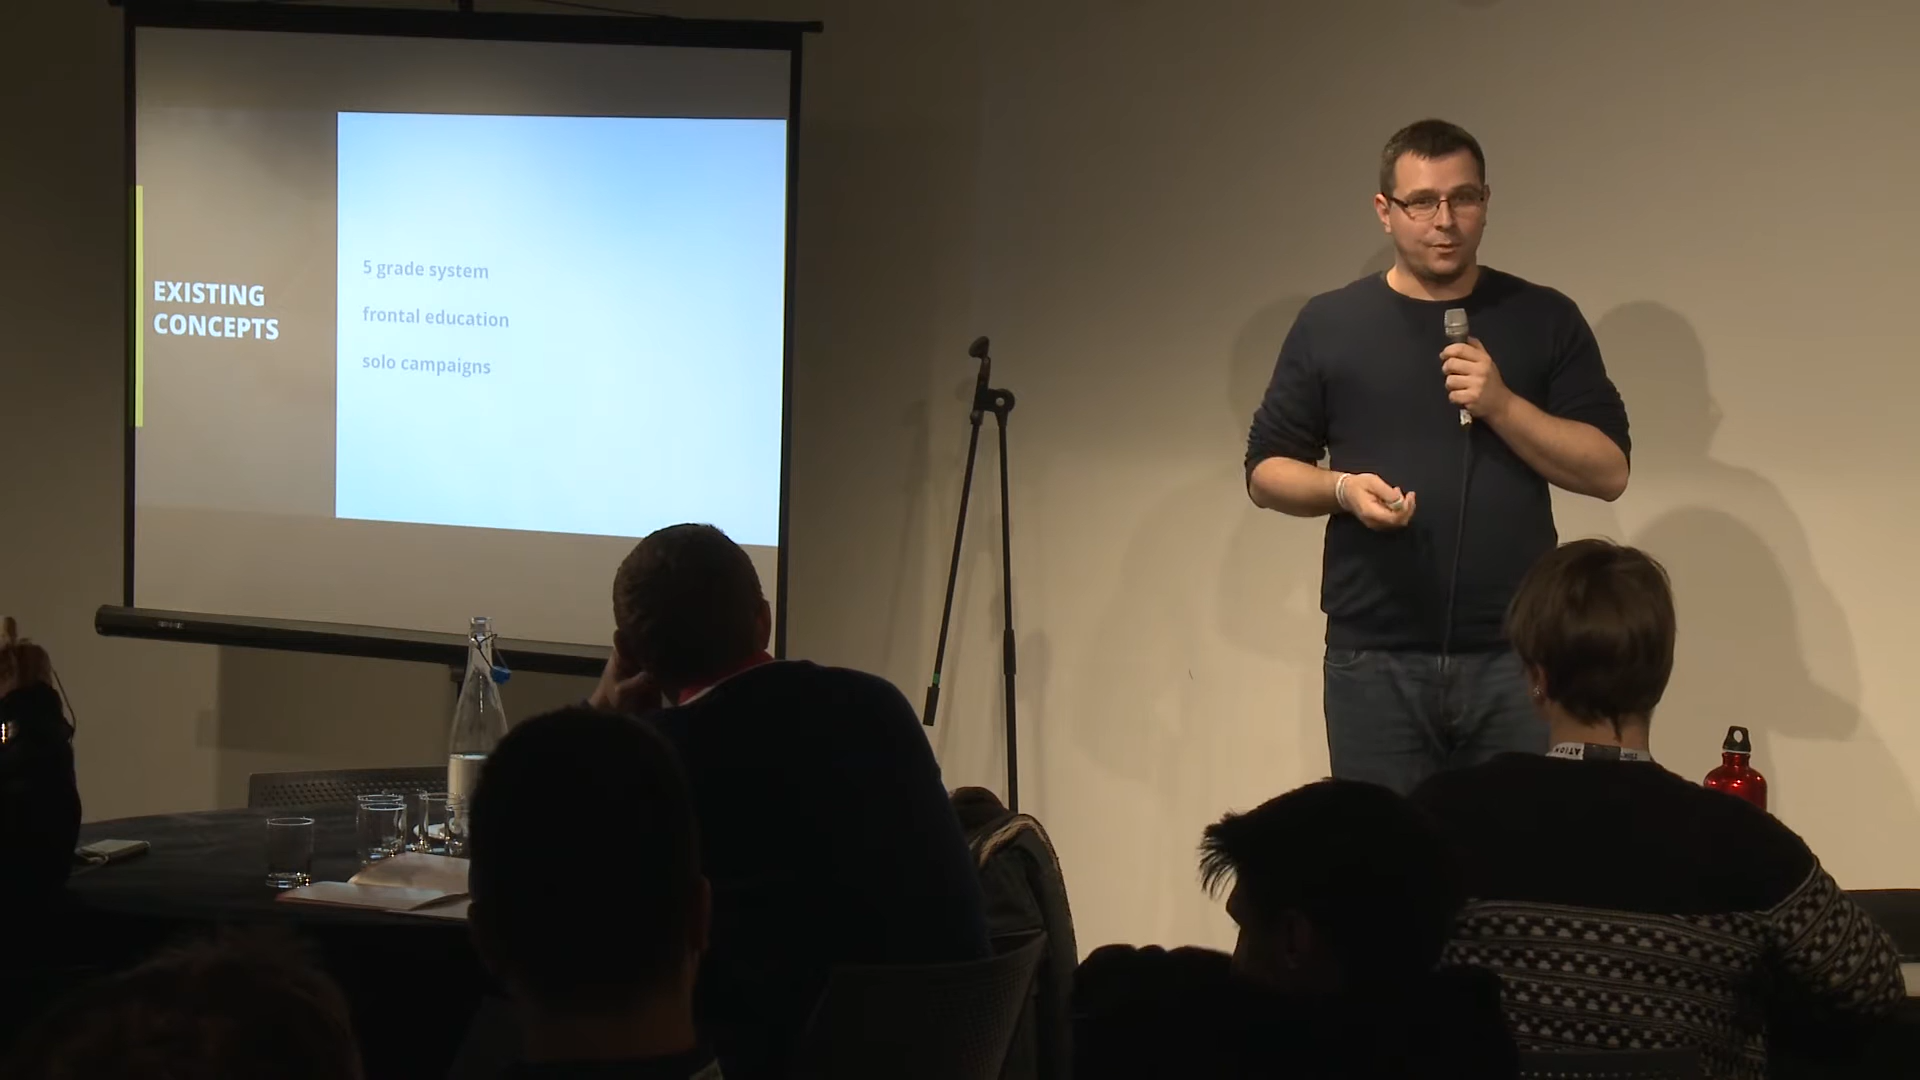 EXISTING
CONCEPTS
5 grade system
frontal education
solo campaigns